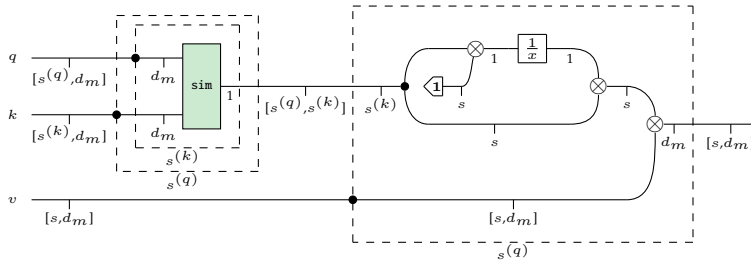 q
[s^(q),d_m]
d_m
sim
k
[s^(k),d_m]
d_m
1
s^(k)
s^(q)
[s^(q),s^(k)]
s^(k)
1
s
1
1/x
1
s
s
d_m
[s,d_m
v
[s,d_m]
[s,d_m]
s^(q)